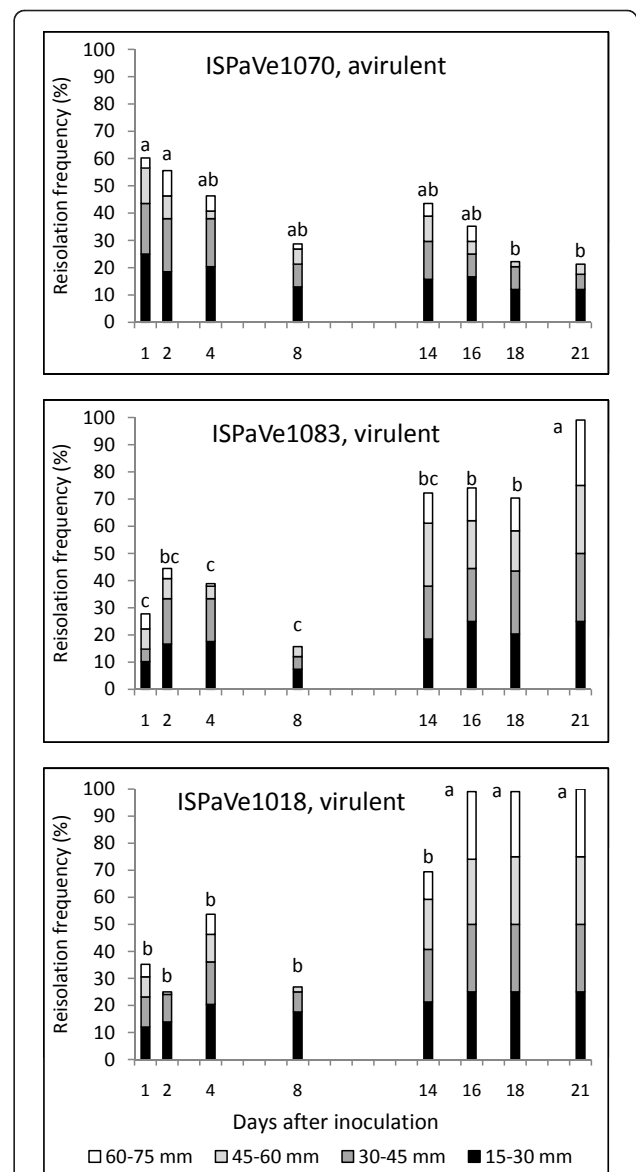 ISPaVe1070, avirulent
Reisolation frequency (%)
100
90
80
70
60
50
40
30
20
10
0
a a ab ab ab ab b b
1 2 4 8 14 16 18 21
ISPaVe1083, virulent
Reisolation frequency (%)
100
90
80
70
60
50
40
30
20
10
0
c bc c c bc b b a
1 2 4 8 14 16 18 21
ISPaVe1018, virulent
Reisolation frequency (%)
100
90
80
70
60
50
40
30
20
10
0
b b b b b a a a
1 2 4 8 14 16 18 21
Days after inoculation
60-75 mm 45-60 mm 30-45 mm 15-30 mm